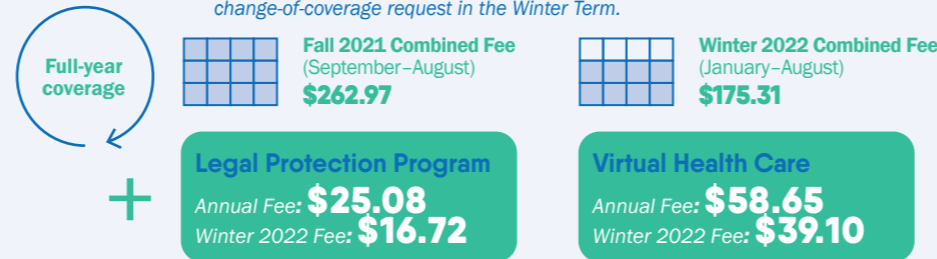 change-of-coverage request in the Winter Term.
Full-year
coverage
Fall 2021 Combined Fee
(September–August)
$262.97
Winter 2022 Combined Fee
(January–August)
$175.31
+
Legal Protection Program
Annual Fee: $25.08
Winter 2022 Fee: $16.72
Virtual Health Care
Annual Fee: $58.65
Winter 2022 Fee: $39.10